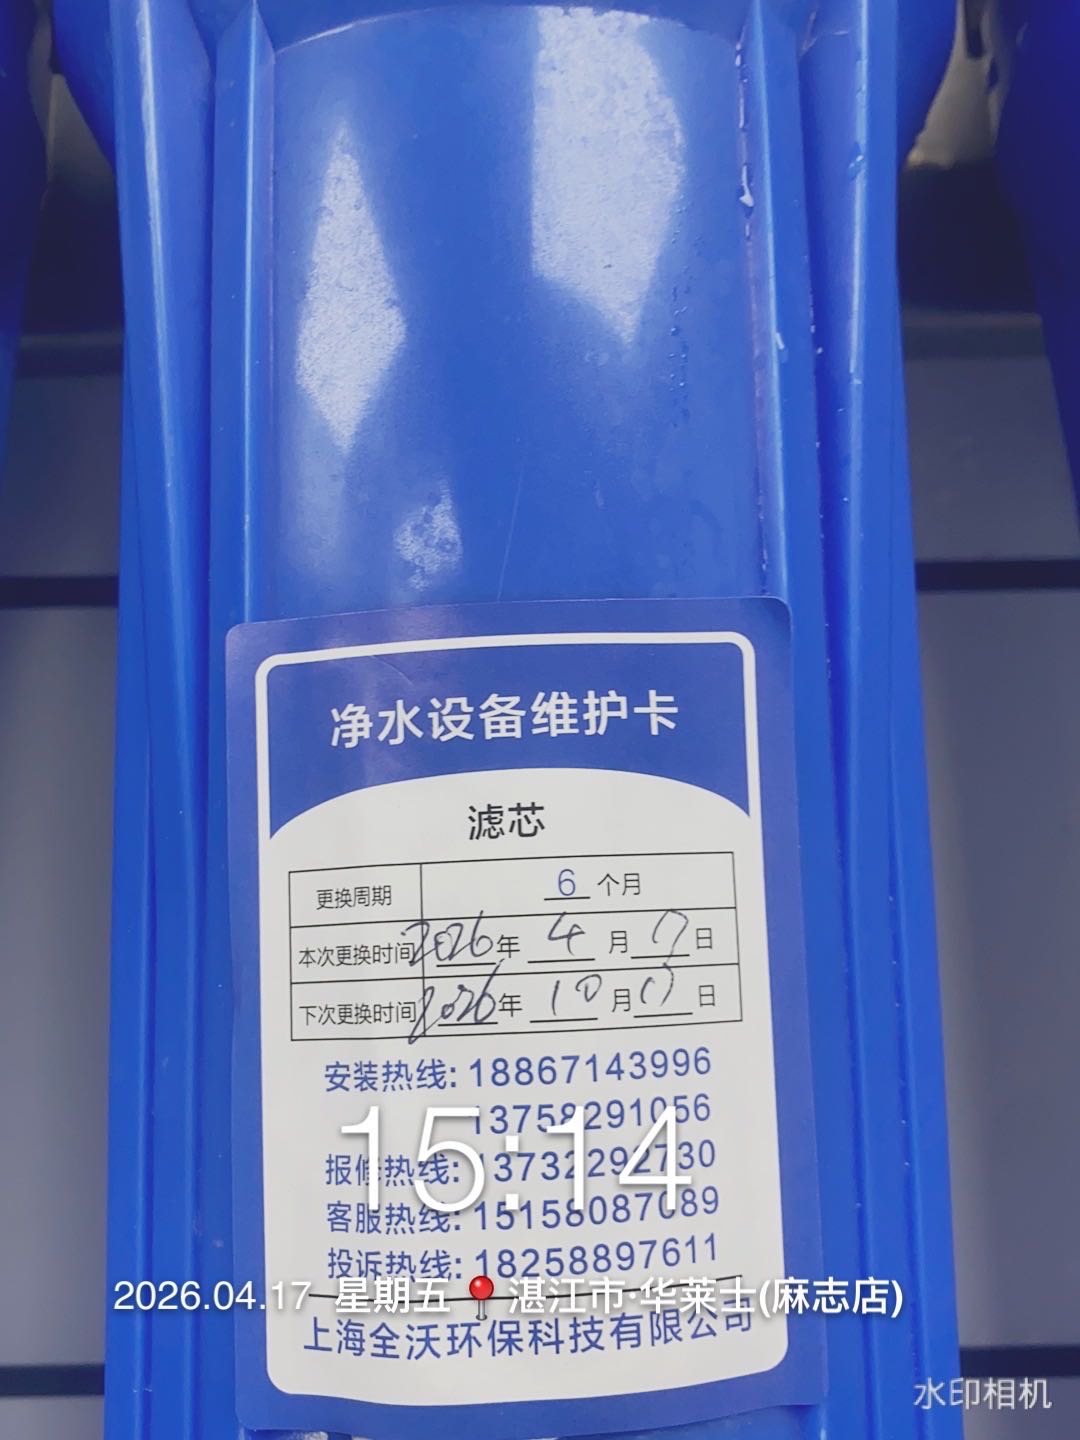 净水设备维护卡
滤芯
更换周期 6 个月
本次更换时间 2026 年 4 月 17 日
下次更换时间 2026 年 10 月 17 日
安装热线: 18867143996
13758291056
15:14
报修热线: 13732292730
客服热线: 15158087089
投诉热线: 18258897611
2026.04.17 星期五 📍湛江市·华莱士(麻志店)
上海全沃环保科技有限公司
水印相机